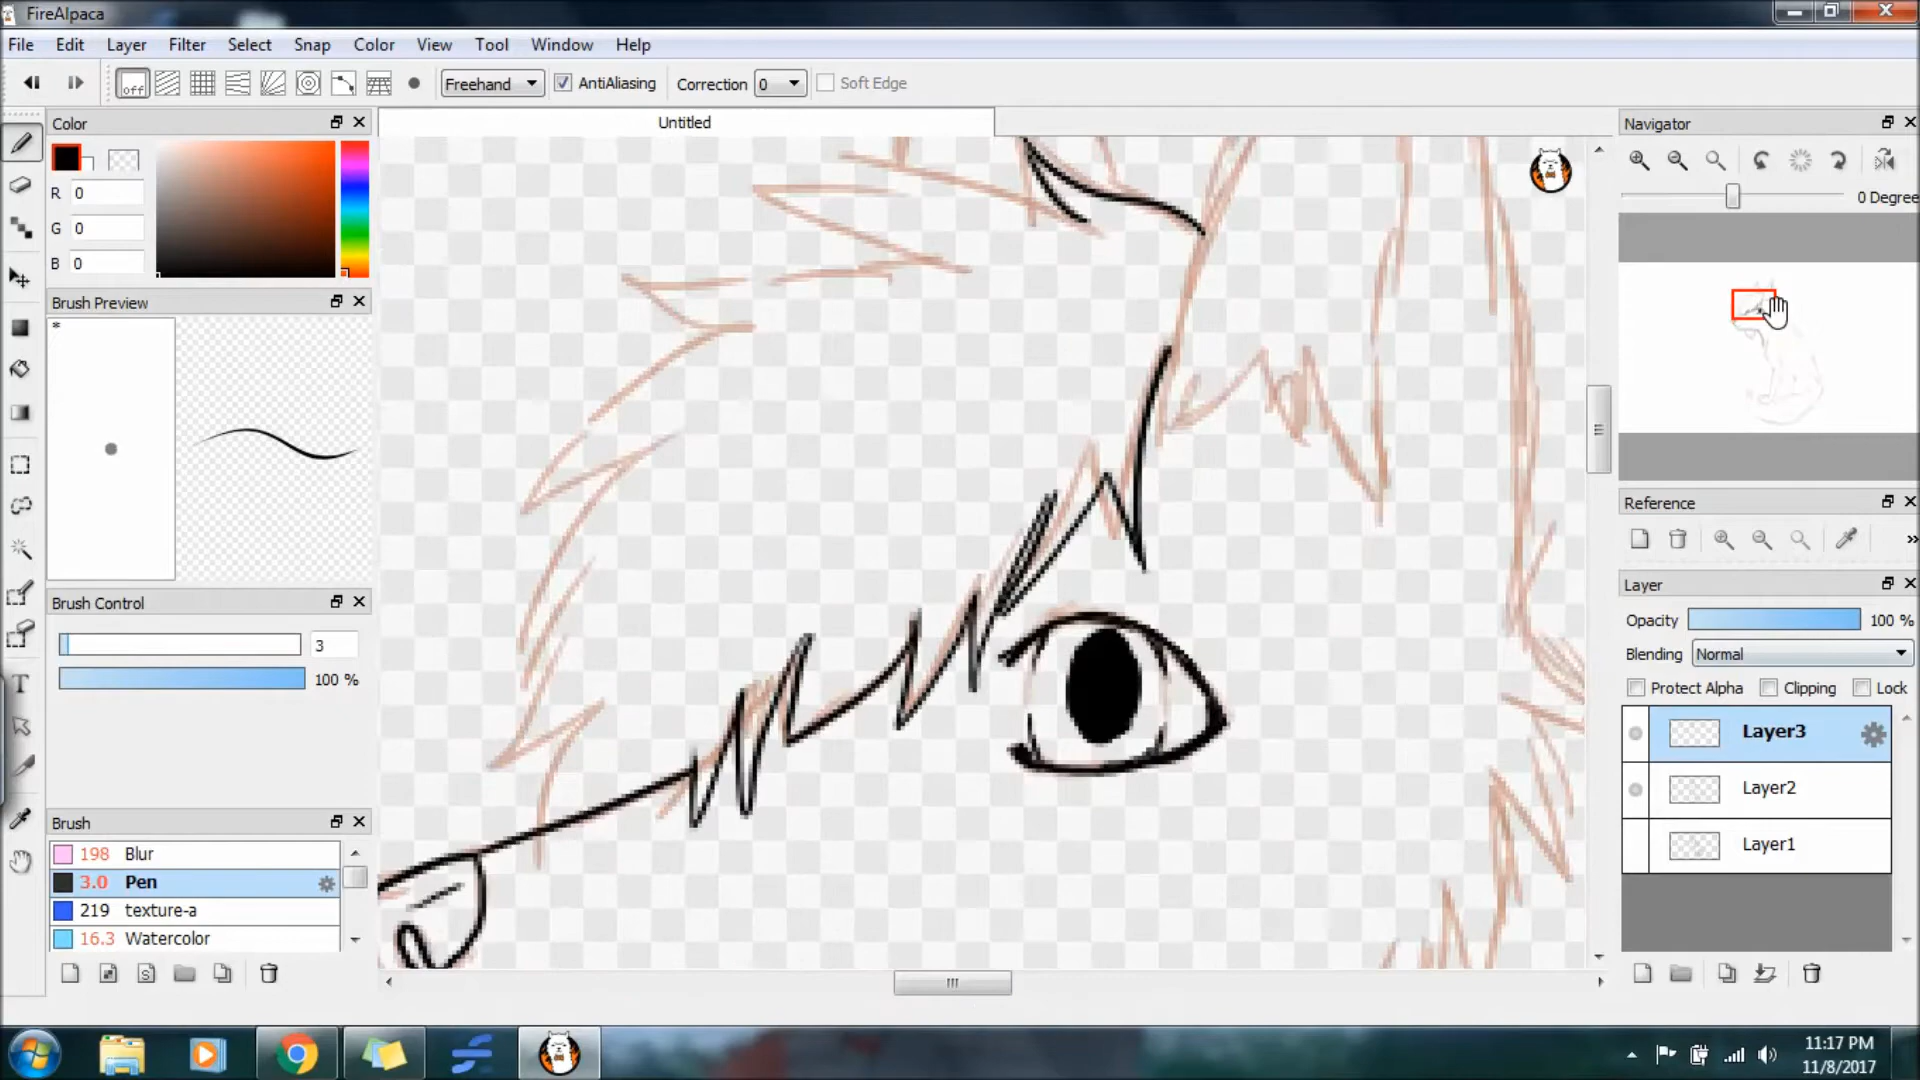 FireAlpaca
File Edit Layer Filter Select Snap Color View Tool Window Help
off Freehand AntiAliasing Correction 0 Soft Edge
Color
R 0
G 0
B 0
Brush Preview
*
Brush Control
3
100 %
Brush
198 Blur
3.0 Pen
219 texture-a
16.3 Watercolor
Untitled
Navigator
0 Degree
Reference
»
Layer
Opacity 100 %
Blending Normal
Protect Alpha Clipping Lock
Layer3
Layer2
Layer1
T
S
11:17 PM
11/8/2017